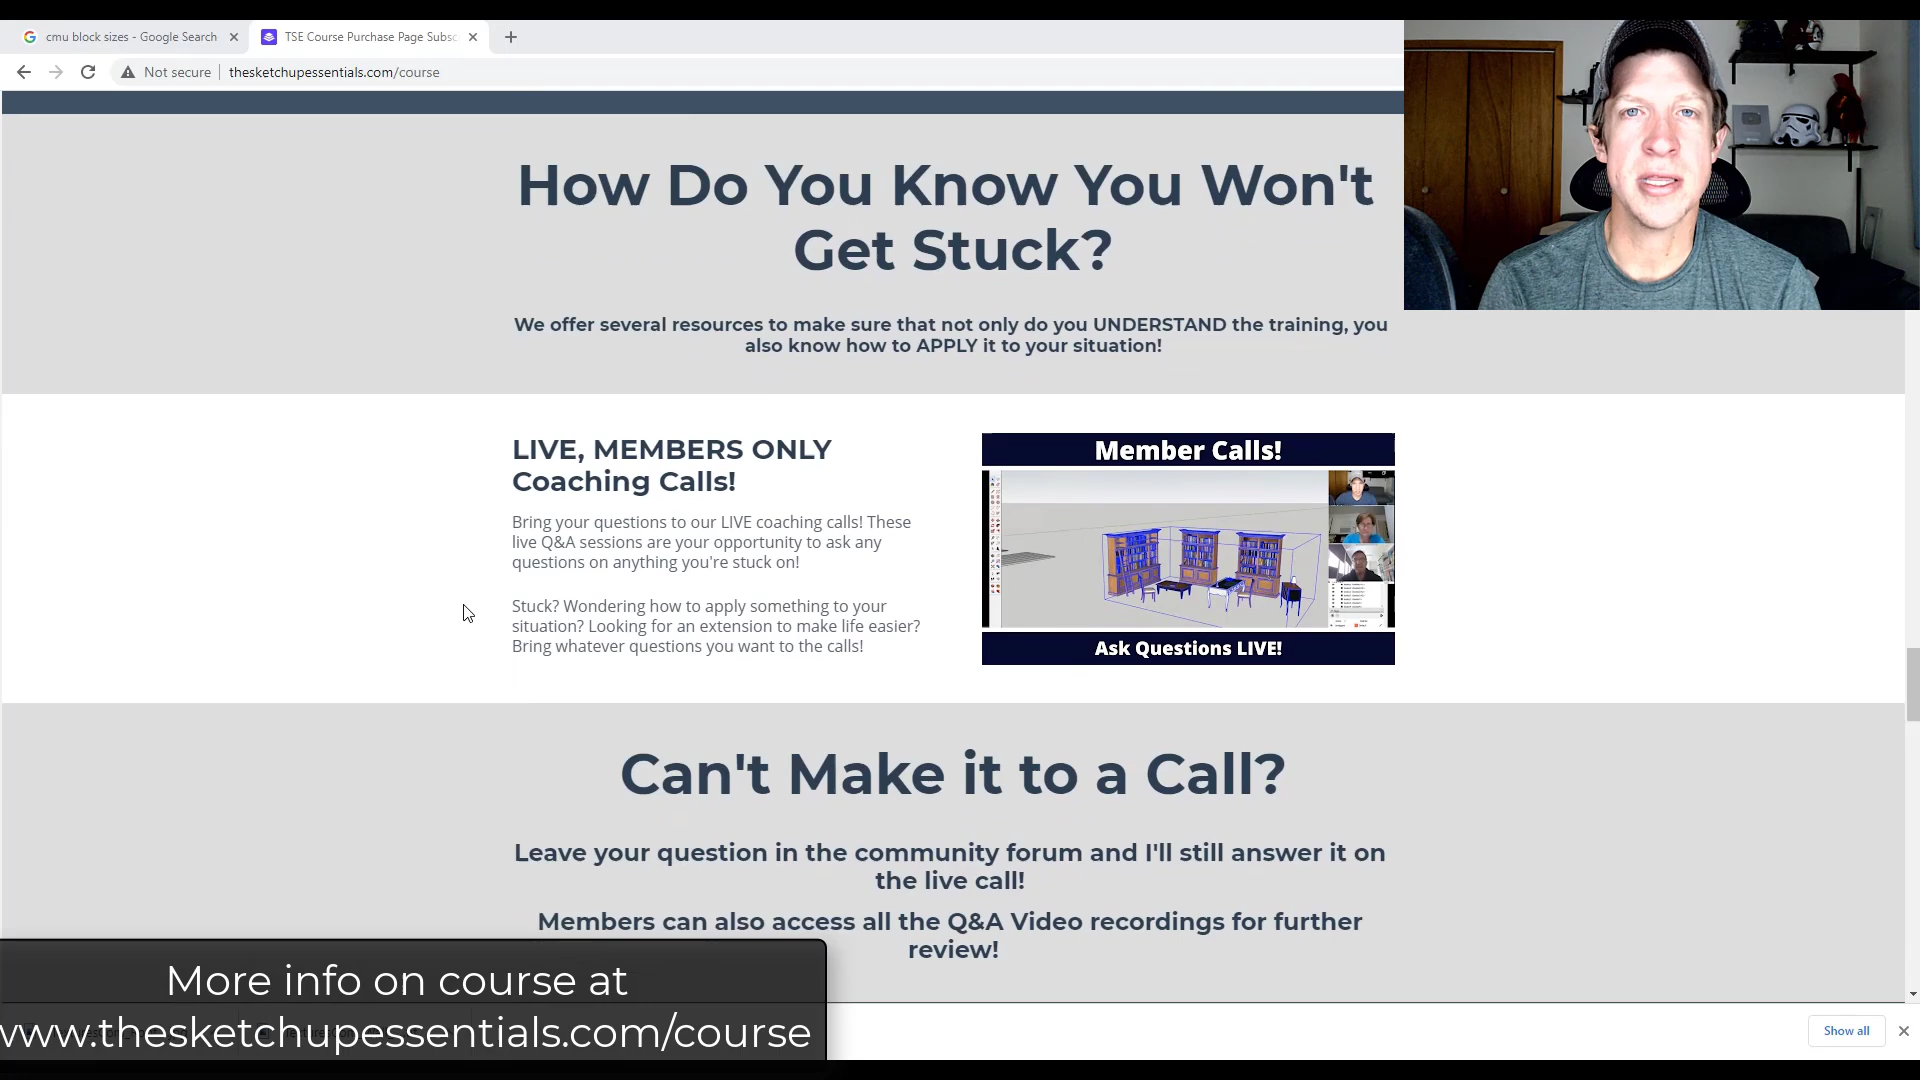 cmu block sizes - Google Search
TSE Course Purchase Page Subsc
Not secure
thesketchupessentials.com/course
How Do You Know You Won't
Get Stuck?
We offer several resources to make sure that not only do you UNDERSTAND the training, you
also know how to APPLY it to your situation!
LIVE, MEMBERS ONLY
Coaching Calls!
Bring your questions to our LIVE coaching calls! These
live Q&A sessions are your opportunity to ask any
questions on anything you're stuck on!
Stuck? Wondering how to apply something to your
situation? Looking for an extension to make life easier?
Bring whatever questions you want to the calls!
Member Calls!
Ask Questions LIVE!
Can't Make it to a Call?
Leave your question in the community forum and I'll still answer it on
the live call!
Members can also access all the Q&A Video recordings for further
review!
More info on course at
www.thesketchupessentials.com/course
Show all